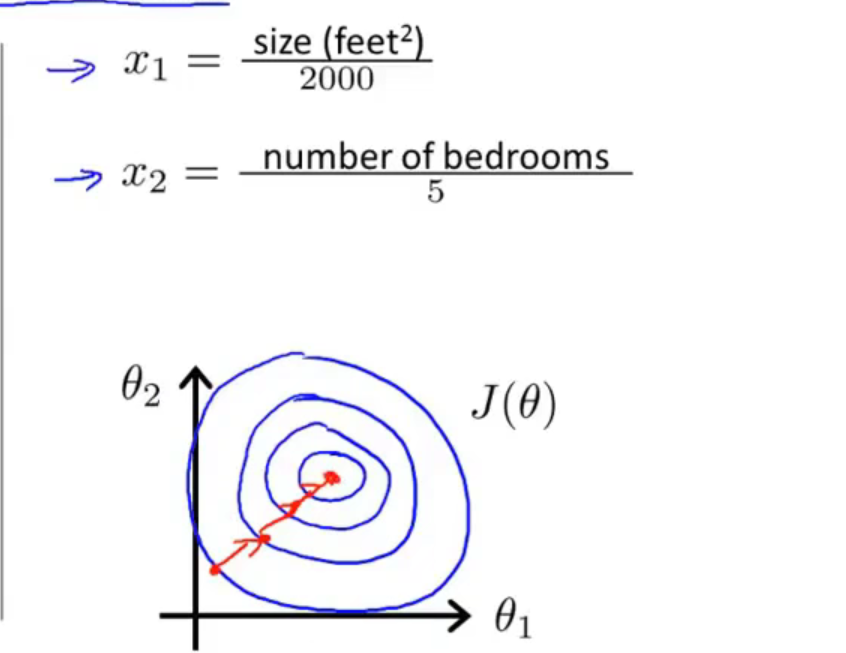 x₁ = size (feet²) / 2000
x₂ = number of bedrooms / 5
θ₂
J(θ)
θ₁